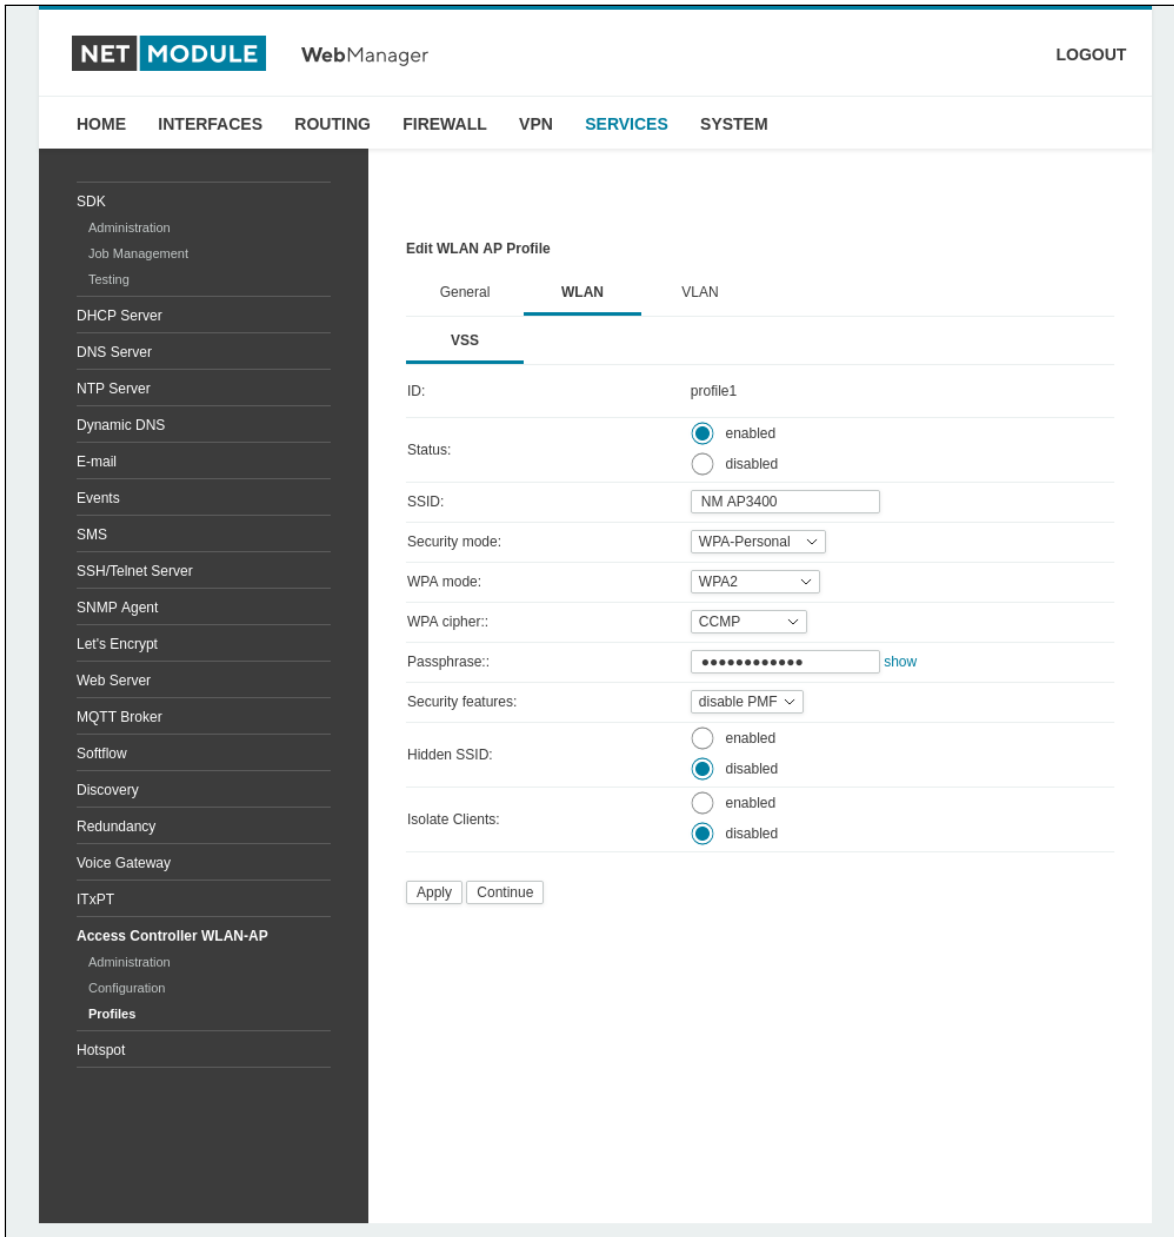 NET MODULE WebManager LOGOUT
HOME INTERFACES ROUTING FIREWALL VPN SERVICES SYSTEM
SDK
Administration
Job Management
Testing
DHCP Server
DNS Server
NTP Server
Dynamic DNS
E-mail
Events
SMS
SSH/Telnet Server
SNMP Agent
Let's Encrypt
Web Server
MQTT Broker
Softflow
Discovery
Redundancy
Voice Gateway
ITxPT
Access Controller WLAN-AP
Administration
Configuration
Profiles
Hotspot
Edit WLAN AP Profile
General WLAN VLAN
VSS
ID: profile1
Status: enabled
disabled
SSID: NM AP3400
Security mode: WPA-Personal
WPA mode: WPA2
WPA cipher:: CCMP
Passphrase:: ●●●●●●●●●●●● show
Security features: disable PMF
Hidden SSID: enabled
disabled
Isolate Clients: enabled
disabled
Apply Continue